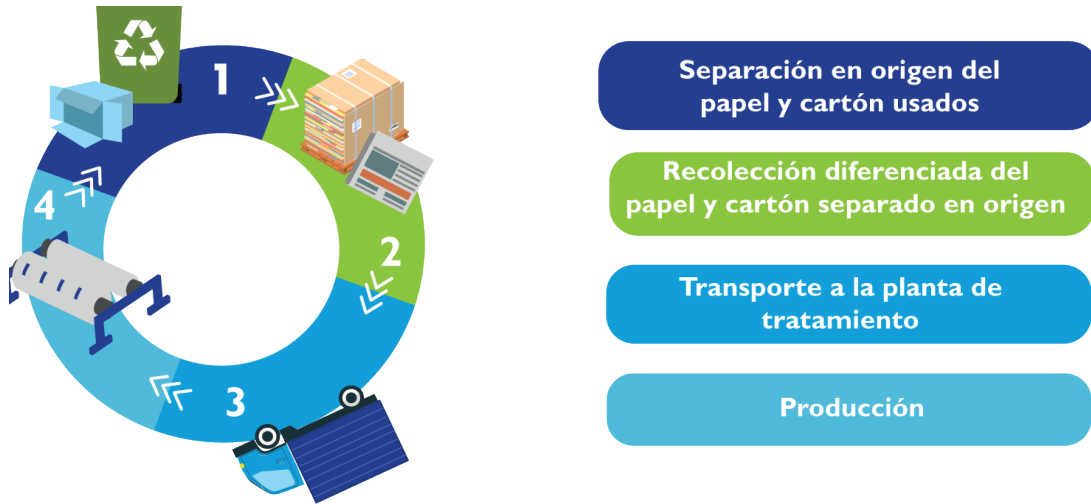 1
2
3
4
Separación en origen del
papel y cartón usados
Recolección diferenciada del
papel y cartón separado en origen
Transporte a la planta de
tratamiento
Producción